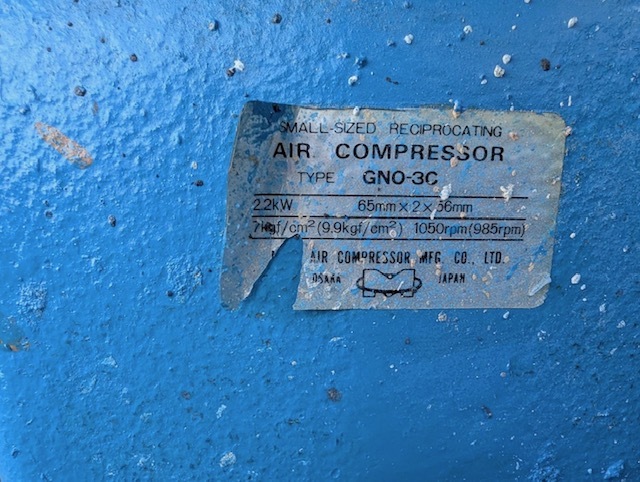 SMALL-SIZED RECIPROCATING
AIR COMPRESSOR
TYPE GNO-3C
2.2kW 65mm×2×56mm
7kgf/cm² (9.9kgf/cm²) 1050rpm(985rpm)
AIR COMPRESSOR MFG. CO., LTD.
OSAKA JAPAN